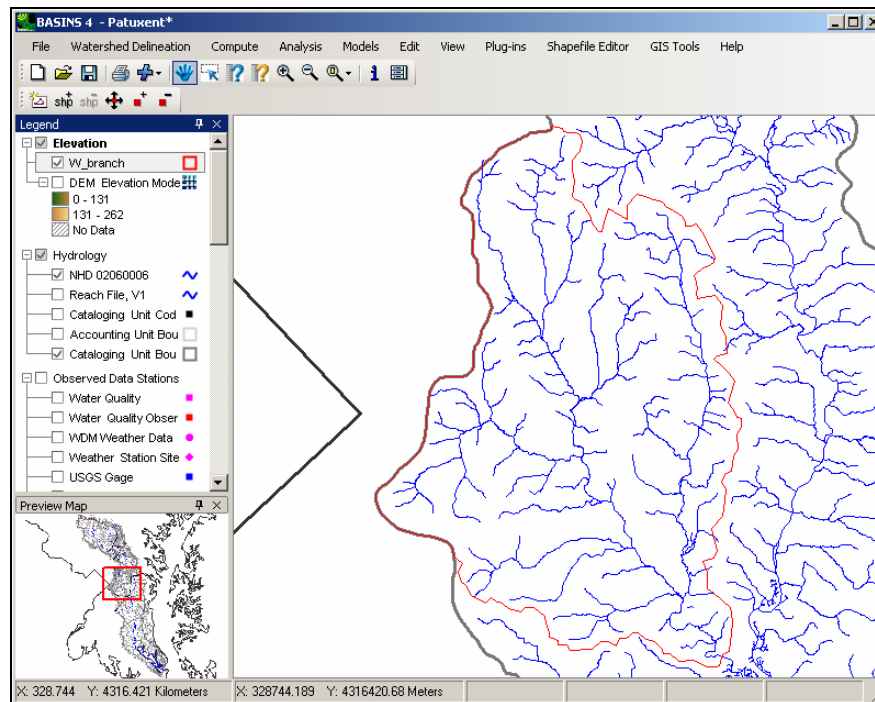 BASINS 4 - Patuxent*
File Watershed Delineation Compute Analysis Models Edit View Plug-ins Shapefile Editor GIS Tools Help
shp shp
Legend
Elevation
W_branch
DEM Elevation Mode
0 - 131
131 - 262
No Data
Hydrology
NHD 02060006
Reach File, V1
Cataloging Unit Cod
Accounting Unit Bou
Cataloging Unit Bou
Observed Data Stations
Water Quality
Water Quality Obser
WDM Weather Data
Weather Station Site
USGS Gage
Preview Map
X: 328.744 Y: 4316.421 Kilometers X: 328744.189 Y: 4316420.68 Meters